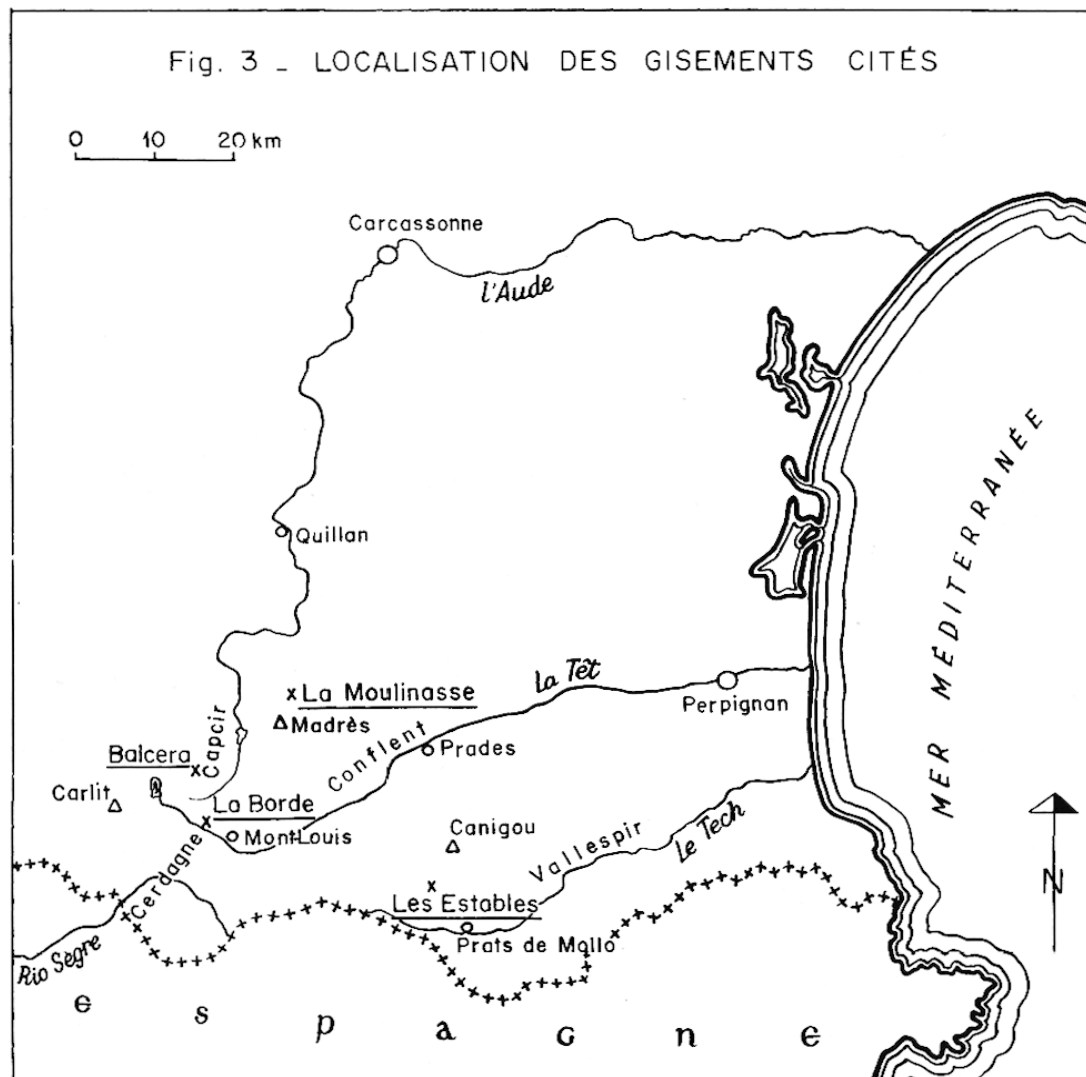 Fig. 3 _ LOCALISATION DES GISEMENTS CITÉS
0 10 20 km
Carcassonne
l'Aude
MER MÉDITERRANÉE
Quillan
La Têt
La Moulinasse
Perpignan
Madrès
Capcir
Conflent
Prades
Balcera
Carlit
La Borde
Mont-Louis
Canigou
Vallespir
Le Tech
Cerdagne
N
Les Estables
Prats de Mollo
Rio Sègre
espagne